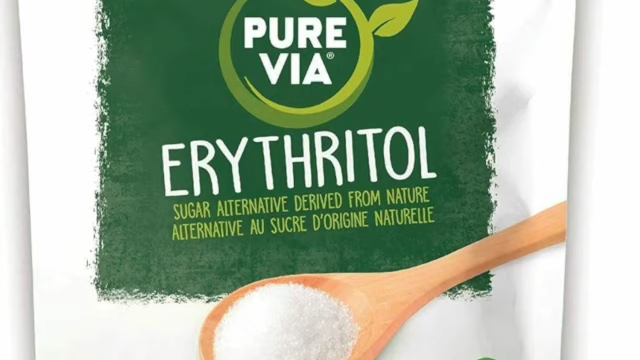 PURE
VIA®
ERYTHRITOL
SUGAR ALTERNATIVE DERIVED FROM NATURE
ALTERNATIVE AU SUCRE D'ORIGINE NATURELLE